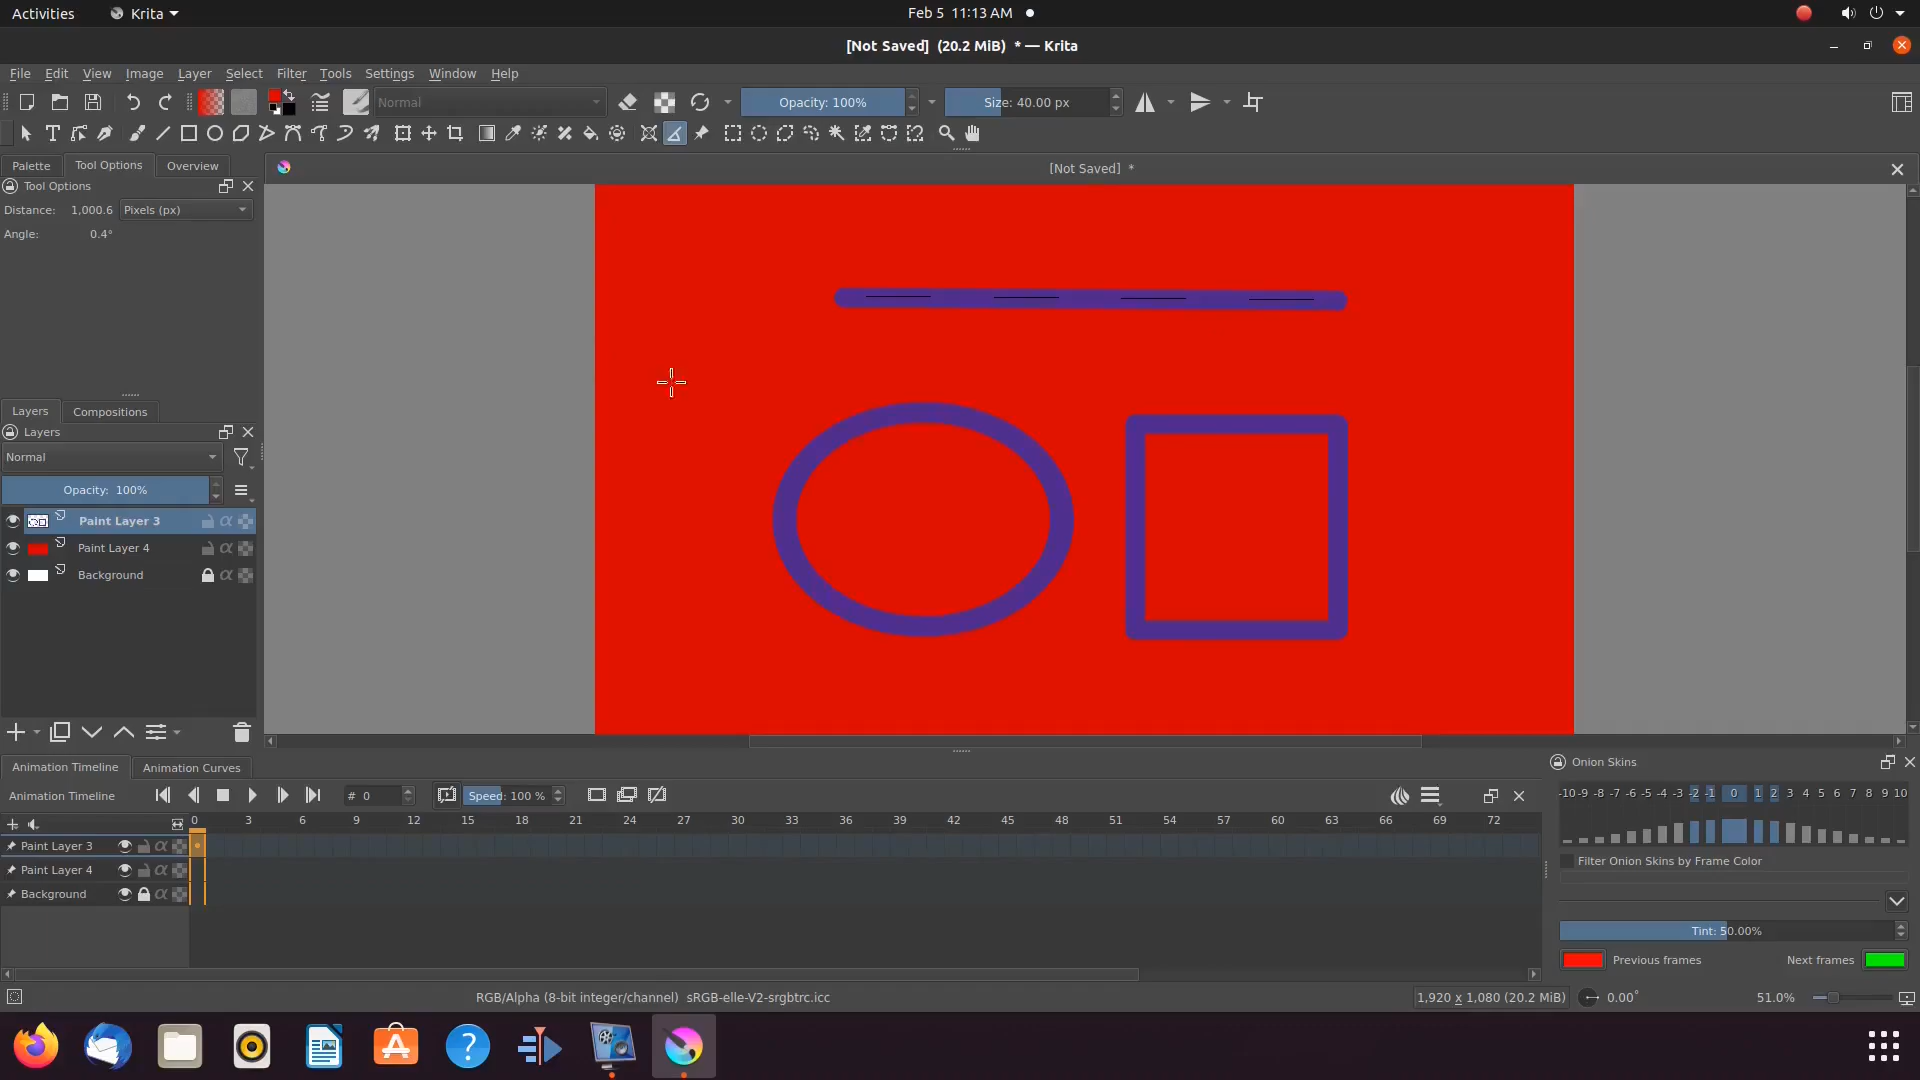 Activities Krita Feb 5 11:13 AM
[Not Saved] (20.2 MiB) * — Krita
File Edit View Image Layer Select Filter Tools Settings Window Help
Normal Opacity: 100% Size: 40.00 px
Palette Tool Options Overview [Not Saved] *
Tool Options
Distance: 1,000.6 Pixels (px)
Angle: 0.4°
Layers Compositions
Layers
Normal
Opacity: 100%
Paint Layer 3
Paint Layer 4
Background
Animation Timeline Animation Curves Onion Skins
Animation Timeline # 0 Speed: 100 % -10 -9 -8 -7 -6 -5 -4 -3 -2 -1 0 1 2 3 4 5 6 7 8 9 10
0 3 6 9 12 15 18 21 24 27 30 33 36 39 42 45 48 51 54 57 60 63 66 69 72
Paint Layer 3
Filter Onion Skins by Frame Color
Paint Layer 4
Background
Tint: 50.00%
Previous frames Next frames
RGB/Alpha (8-bit integer/channel) sRGB-elle-V2-srgbtrc.icc 1,920 x 1,080 (20.2 MiB) 0.00° 51.0%